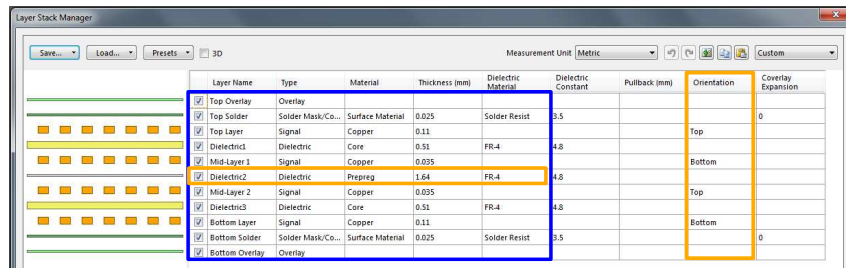 Layer Stack Manager
Save... Load... Presets 3D Measurement Unit Metric Custom
Layer Name Type Material Thickness (mm) Dielectric Material Dielectric Constant Pullback (mm) Orientation Coverlay Expansion
Top Overlay Overlay
Top Solder Solder Mask/Co... Surface Material 0.025 Solder Resist 3.5 0
Top Layer Signal Copper 0.11 Top
Dielectric1 Dielectric Core 0.51 FR-4 4.8
Mid-Layer 1 Signal Copper 0.035 Bottom
Dielectric2 Dielectric Prepreg 1.64 FR-4 4.8
Mid-Layer 2 Signal Copper 0.035 Top
Dielectric3 Dielectric Core 0.51 FR-4 4.8
Bottom Layer Signal Copper 0.11 Bottom
Bottom Solder Solder Mask/Co... Surface Material 0.025 Solder Resist 3.5 0
Bottom Overlay Overlay